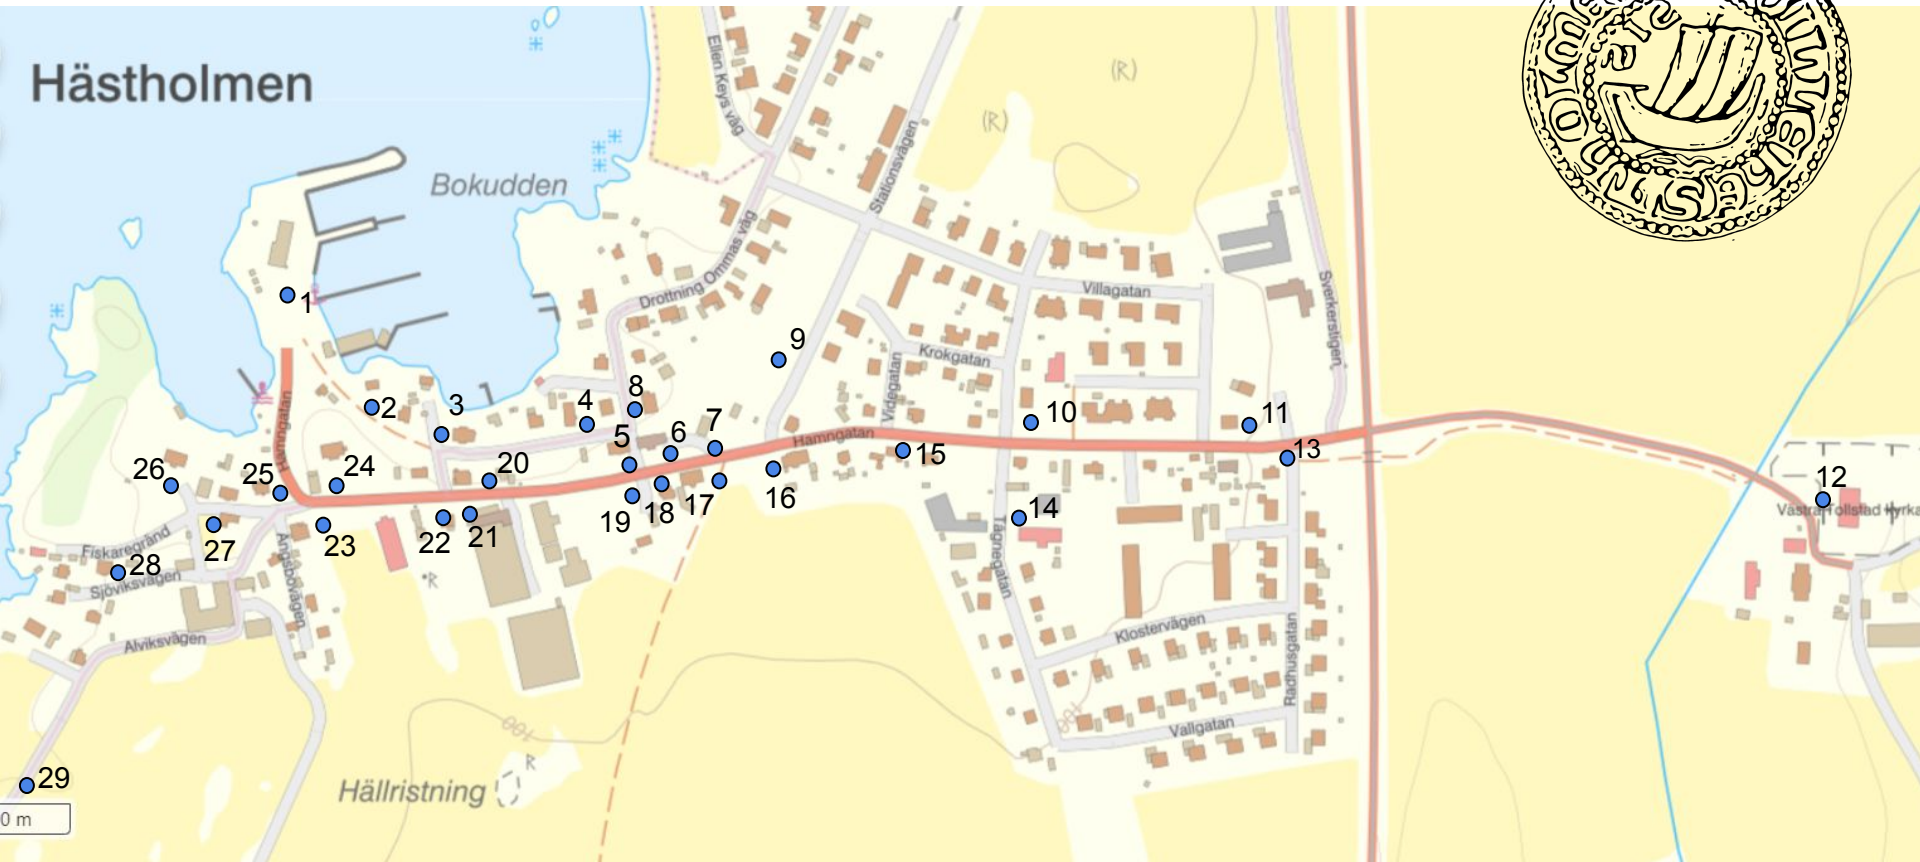 Hästholmen
Ellen Keys väg
(R)
(R)
Stationsvägen
Bokudden
Drottning Ommas väg
Villagatan
Sverkerstigen
1
9
Krokgatan
Videgatan
2
3
4
8
5
6
7
Hamngatan
10
11
13
15
Hamngatan
26
25
24
20
12
Västra Tollstad kyrka
16
17
18
19
14
21
22
23
27
28
Fiskaregränd
Sjöviksvägen
Ängsbovägen
R
Alviksvägen
Klostervägen
Rådhusgatan
Vallgatan
100
100
R
Hällristning
29
0 m